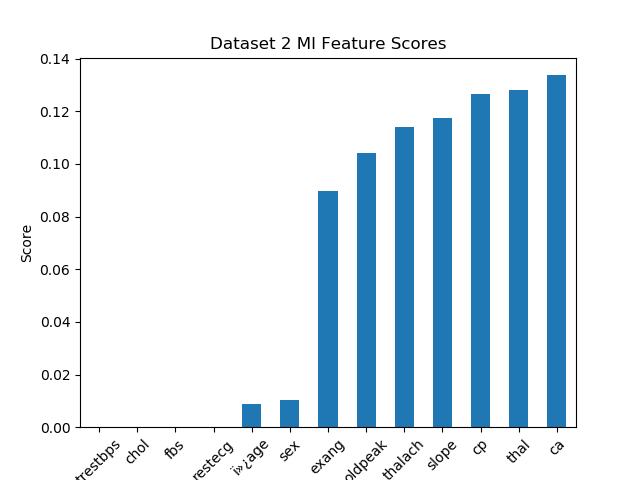 Dataset 2 MI Feature Scores
0.14
0.12
0.10
0.08
0.06
0.04
0.02
0.00
Score
trestbps
chol
fbs
restecg
ï»¿age
sex
exang
oldpeak
thalach
slope
cp
thal
ca